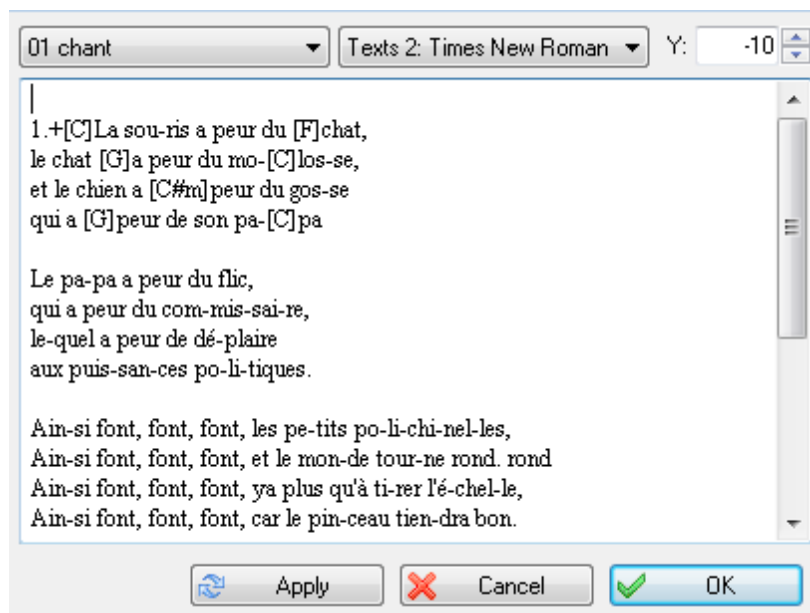 01 chant
Texts 2: Times New Roman
Y:
-10
1.+[C]La sou-ris a peur du [F]chat,
le chat [G]a peur du mo-[C]los-se,
et le chien a [C#m]peur du gos-se
qui a [G]peur de son pa-[C]pa
Le pa-pa a peur du flic,
qui a peur du com-mis-sai-re,
le-quel a peur de dé-plaire
aux puis-san-ces po-li-tiques.
Ain-si font, font, font, les pe-tits po-li-chi-nel-les,
Ain-si font, font, font, et le mon-de tour-ne rond. rond
Ain-si font, font, font, ya plus qu'à ti-rer l'é-chel-le,
Ain-si font, font, font, car le pin-ceau tien-dra bon.
Apply
Cancel
OK